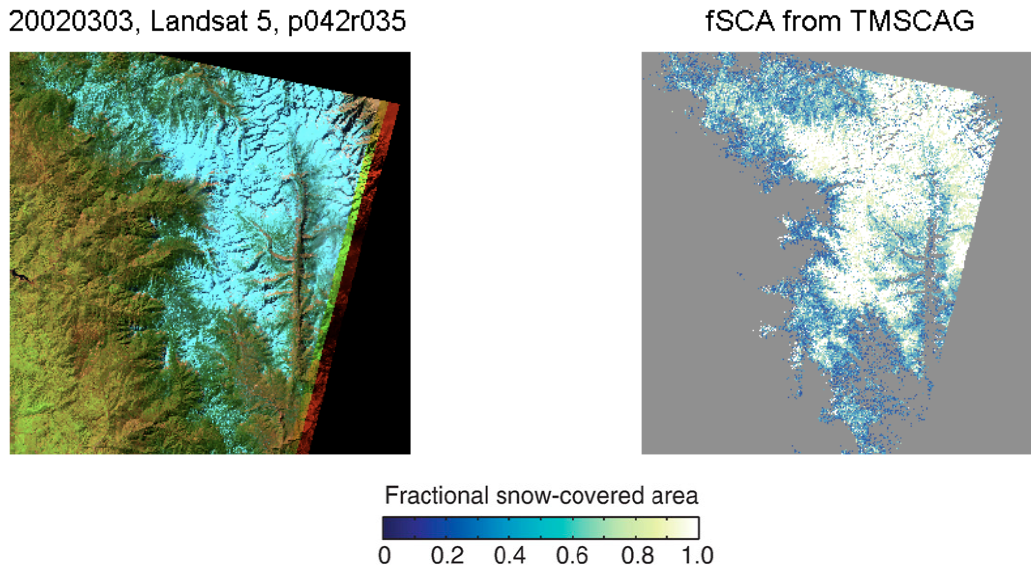 20020303, Landsat 5, p042r035
fSCA from TMSCAG
Fractional snow-covered area
0 0.2 0.4 0.6 0.8 1.0